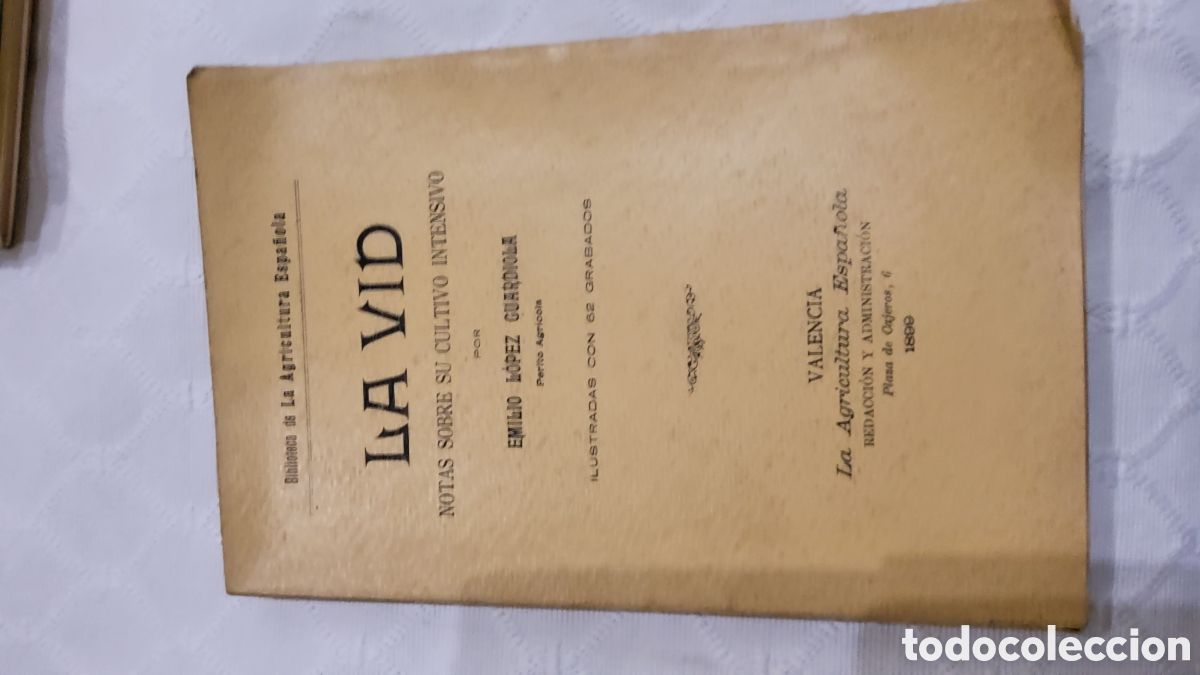 Biblioteca de La Agricultura Española
LA VID
NOTAS SOBRE SU CULTIVO INTENSIVO
POR
EMILIO LÓPEZ GUARDIOLA
Perito Agrícola
ILUSTRADAS CON 62 GRABADOS
VALENCIA
La Agricultura Española
REDACCIÓN Y ADMINISTRACIÓN
Plaza de Cajeros, 6
1899
todocoleccion